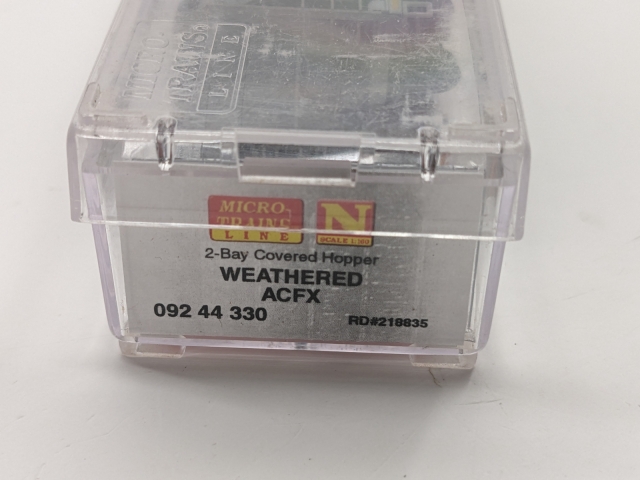 MICRO
TRAINS
LINE
MICRO-
TRAINS
LINE
N
SCALE 1:160
2-Bay Covered Hopper
WEATHERED
ACFX
092 44 330
RD#218835